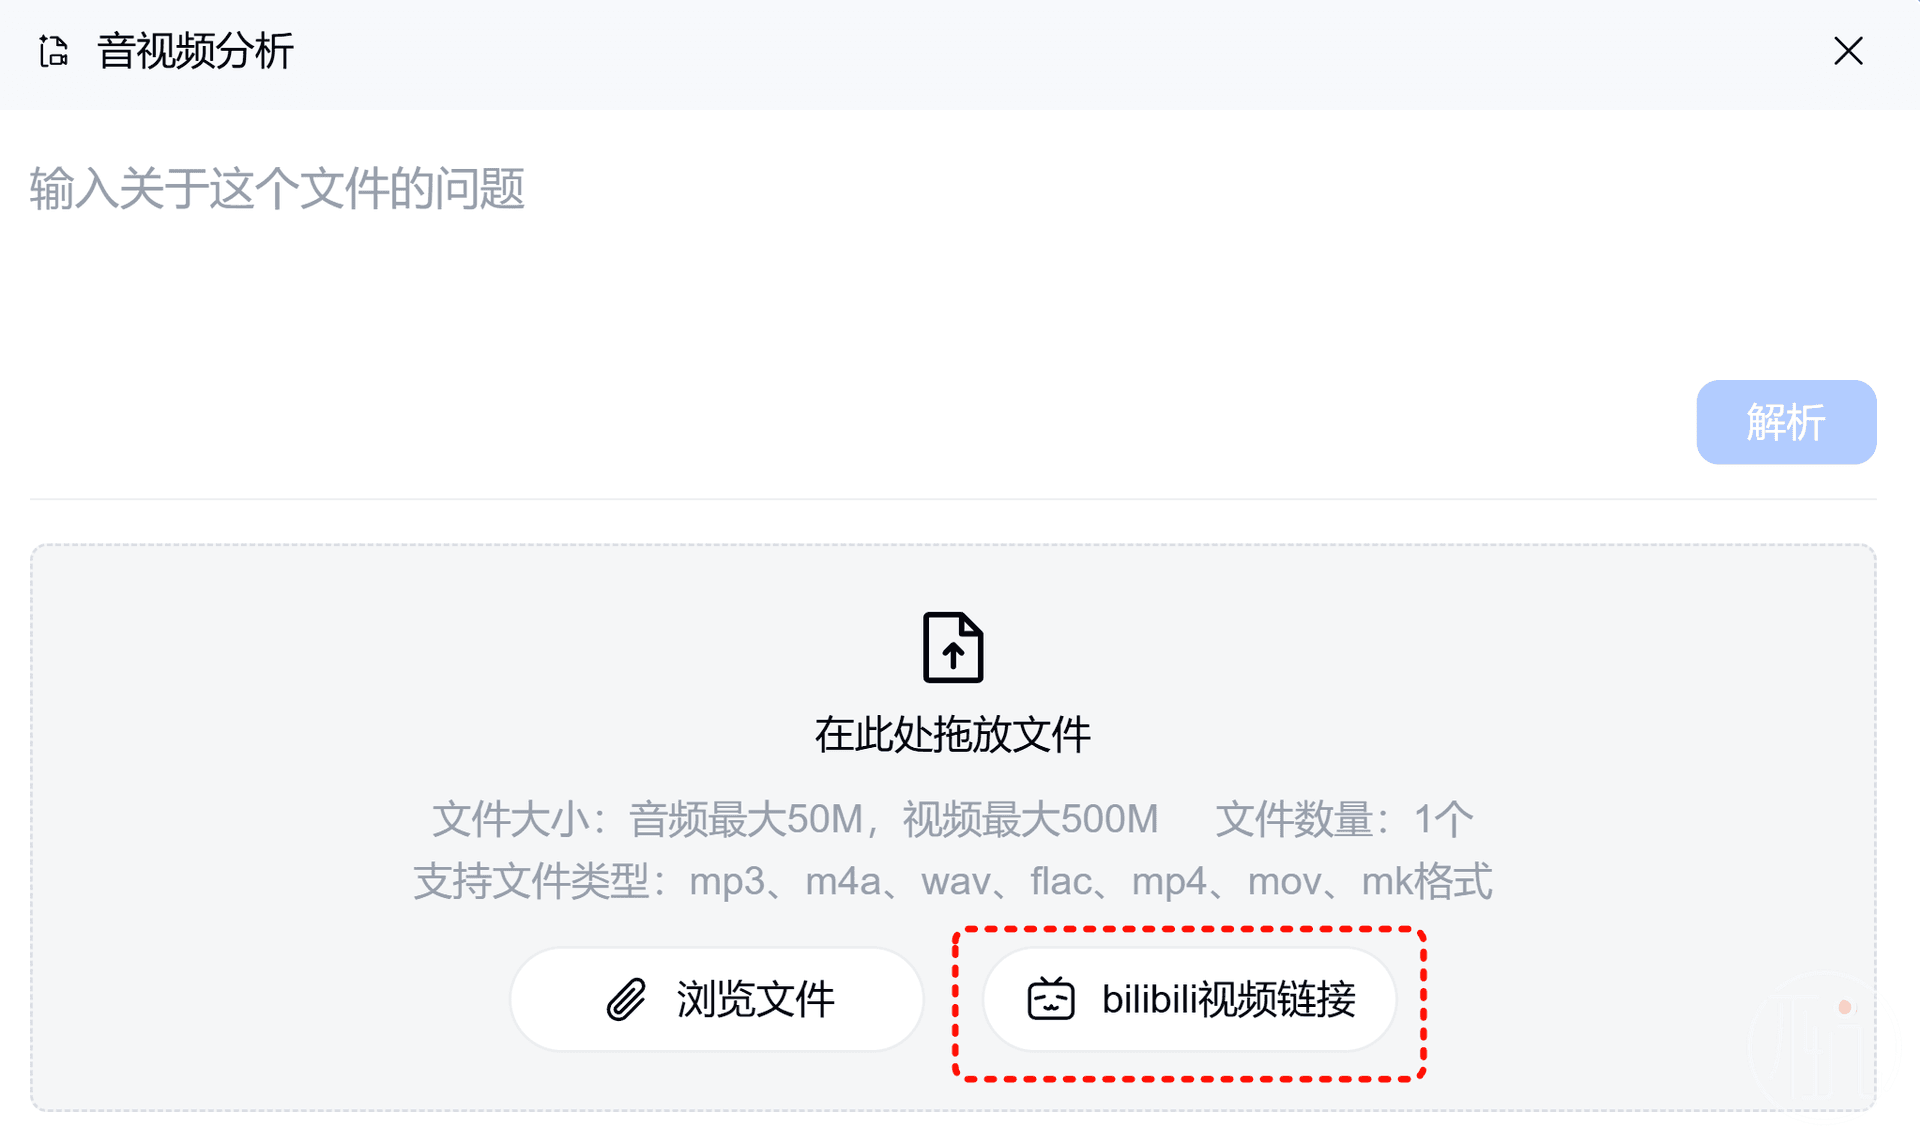 音视频分析
输入关于这个文件的问题
解析
在此处拖放文件
文件大小：音频最大50M，视频最大500M 文件数量：1个
支持文件类型：mp3、m4a、wav、flac、mp4、mov、mk格式
浏览文件 bilibili视频链接